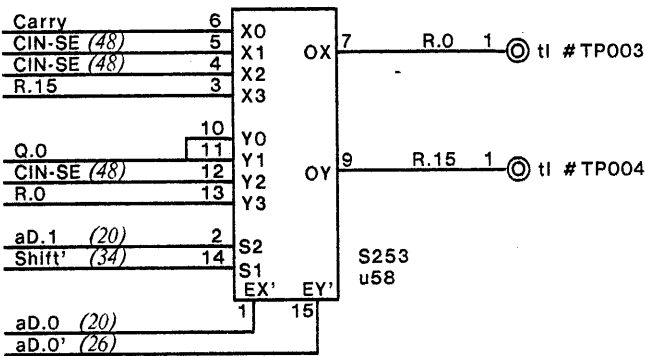 Carry 6 X0
CIN-SE (48) 5 X1 OX 7 R.0 1 tI #TP003
CIN-SE (48) 4 X2
R.15 3 X3
10 Y0
Q.0 11 Y1
CIN-SE (48) 12 Y2 OY 9 R.15 1 tI #TP004
R.0 13 Y3
aD.1 (20) 2 S2
Shift' (34) 14 S1
S253
u58
EX' EY'
1 15
aD.0 (20)
aD.0' (26)